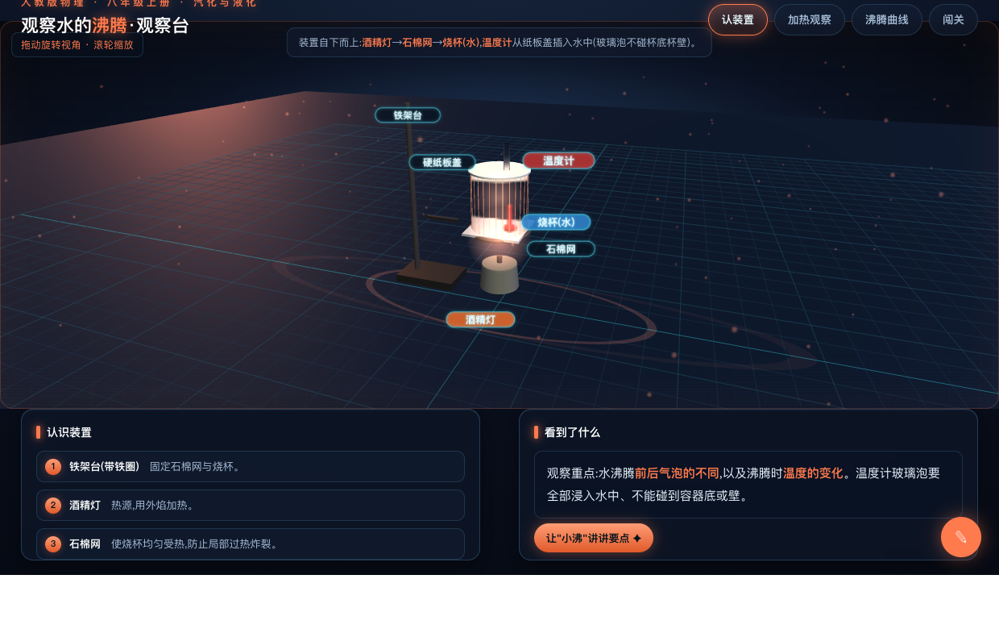 人教版物理 · 八年级上册 · 汽化与液化
观察水的沸腾·观察台
拖动旋转视角 · 滚轮缩放
认装置
加热观察
沸腾曲线
闯关
装置自下而上:酒精灯→石棉网→烧杯(水),温度计从纸板盖插入水中(玻璃泡不碰杯底杯壁)。
铁架台
硬纸板盖
温度计
烧杯(水)
石棉网
酒精灯
认识装置
1 铁架台(带铁圈) 固定石棉网与烧杯。
2 酒精灯 热源,用外焰加热。
3 石棉网 使烧杯均匀受热,防止局部过热炸裂。
看到了什么
观察重点:水沸腾前后气泡的不同,以及沸腾时温度的变化。温度计玻璃泡要
全部浸入水中、不能碰到容器底或壁。
让"小沸"讲讲要点 ✦